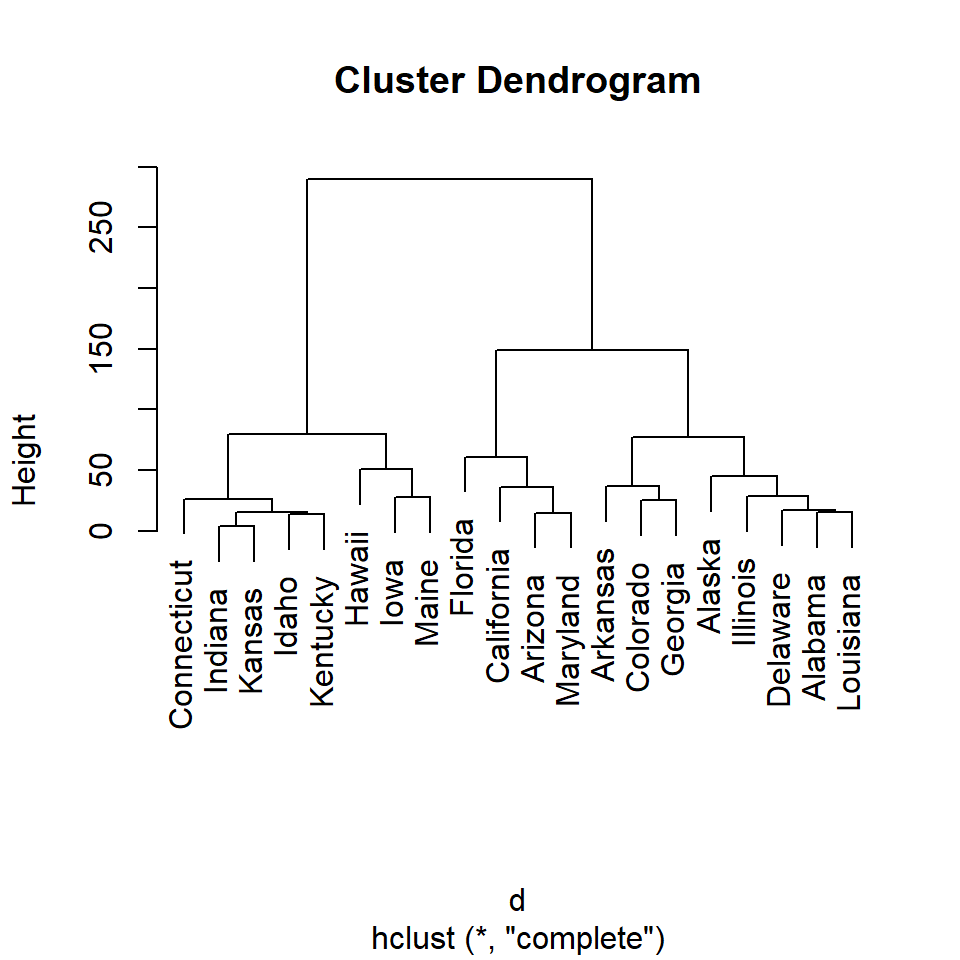 Cluster Dendrogram
Height
250
150
50
0
Connecticut
Indiana
Kansas
Idaho
Kentucky
Hawaii
Iowa
Maine
Florida
California
Arizona
Maryland
Arkansas
Colorado
Georgia
Alaska
Illinois
Delaware
Alabama
Louisiana
d
hclust (*, "complete")